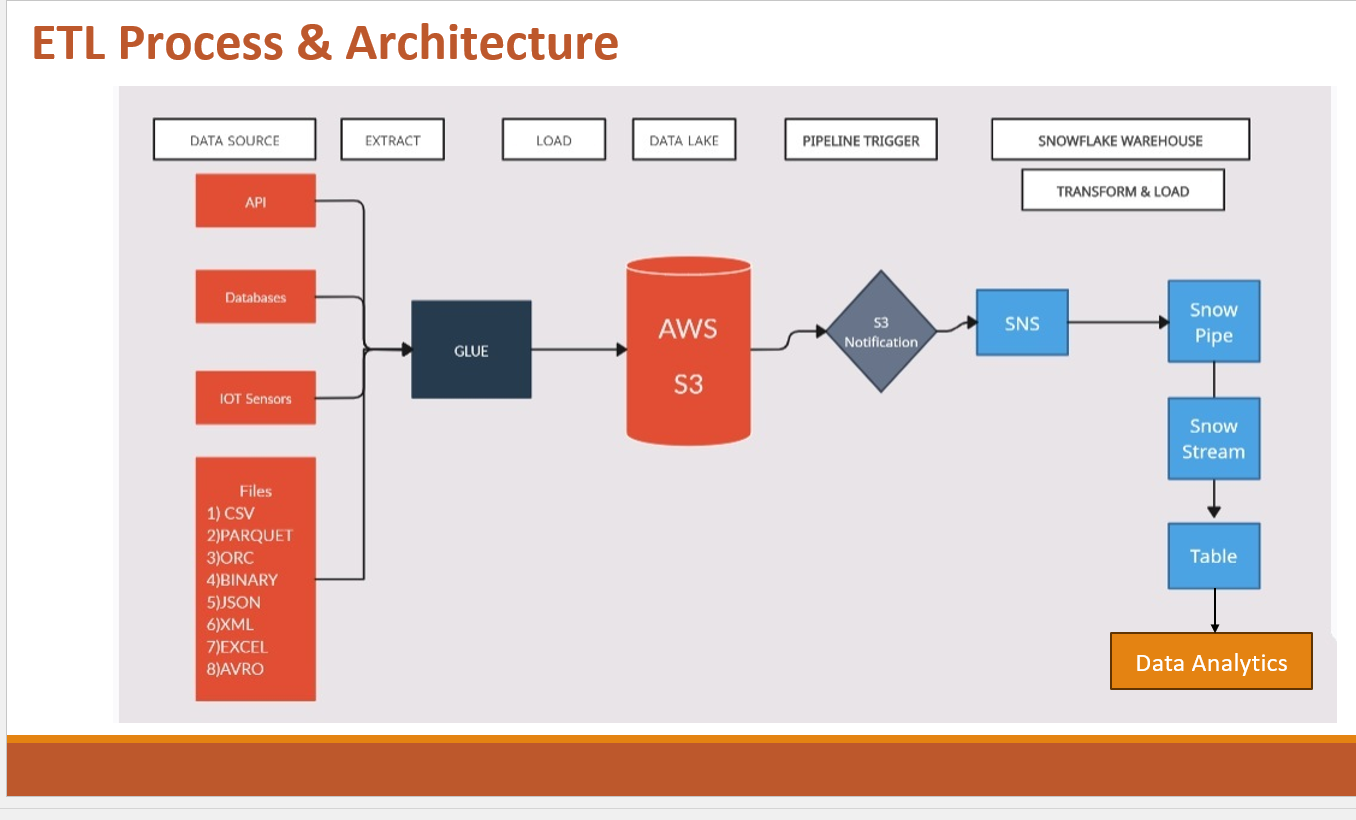 ETL Process & Architecture
DATA SOURCE
EXTRACT
LOAD
DATA LAKE
PIPELINE TRIGGER
SNOWFLAKE WAREHOUSE
TRANSFORM & LOAD
API
Databases
IOT Sensors
Files
1) CSV
2)PARQUET
3)ORC
4)BINARY
5)JSON
6)XML
7)EXCEL
8)AVRO
GLUE
AWS
S3
S3
Notification
SNS
Snow
Pipe
Snow
Stream
Table
Data Analytics